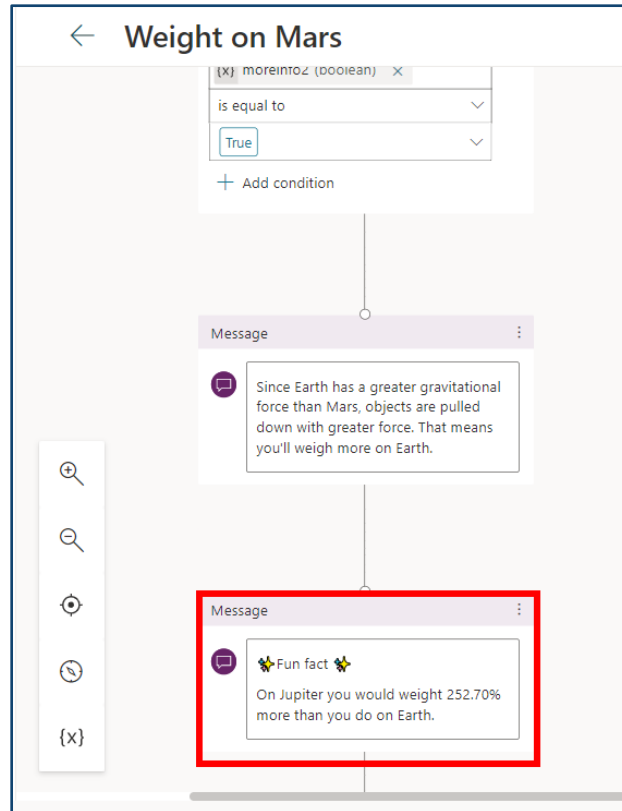 Weight on Mars
{x} moreinfo2 (boolean) ×
is equal to
True
+ Add condition
Message
Since Earth has a greater gravitational
force than Mars, objects are pulled
down with greater force. That means
you'll weigh more on Earth.
Message
✨Fun fact ✨
On Jupiter you would weight 252.70%
more than you do on Earth.
{x}